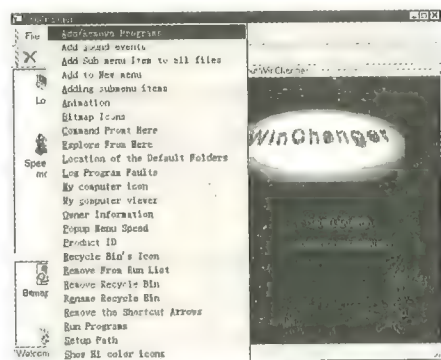 File
Add/Remove Programs
Add sound events
Add Sub menu item to all files
Add to New menu
Adding submenu items
Animation
Bitmap Icons
Command Promt Here
Explore From Here
Location of the Default Folders
Log Program Faults
My computer icon
My computer viewer
Owner Information
Popup Menu Speed
Product ID
Recycle Bin's Icon
Remove From Run List
Remove Recycle Bin
Rename Recycle Bin
Remove the Shortcut Arrows
Run Programs
Setup Path
Show Hi color icons
Lo
Spee
Bitmap
Welcom
WinChanger